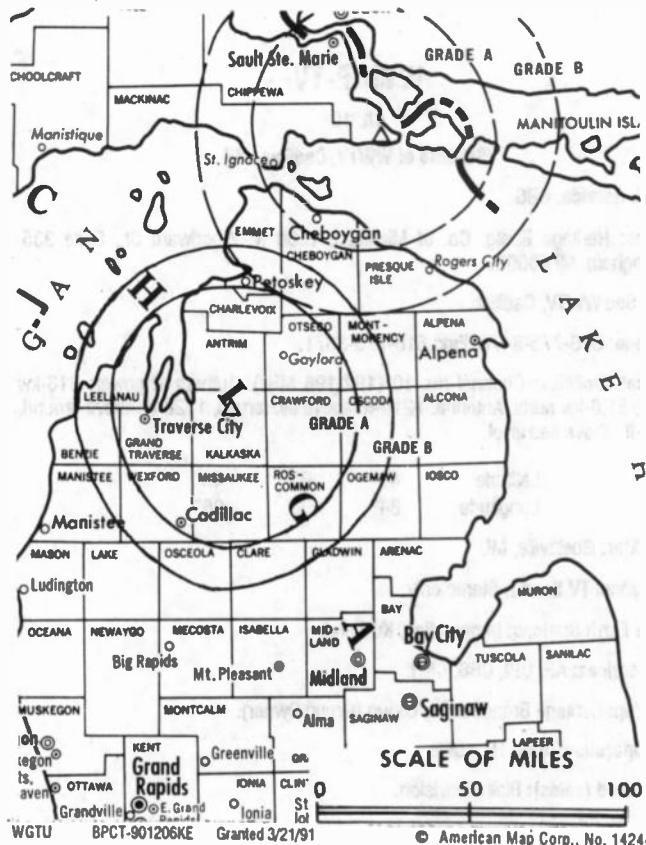 Sault Ste. Marie
GRADE A
GRADE B
CHOOLCRAFT
CHIPPEWA
MACKINAC
Manistique
MANITOULIN ISLA
St. Ignace
EMMET
Cheboygan
CHEBOYGAN
PRESQUE ISLE
Rogers City
Petoskey
CHARLEVOIX
ANTRIM
OTSEGO
MONT-
MORENCY
ALPENA
Gaylord
Alpena
LAKE
LEELANAU
CRAWFORD
OSCODA
ALCONA
Traverse City
GRADE A
GRAND
TRAVERSE
KALKASKA
GRADE B
BENZIE
MANISTEE
WEXFORD
MISSAUKEE
ROS-
COMMON
OGEMAW
IOSCO
Manistee
Cadillac
MASON
LAKE
OSCEOLA
CLARE
GLADWIN
ARENAC
Ludington
HURON
OCEANA
NEWAYGO
MECOSTA
ISABELLA
MID-
LAND
BAY
Bay City
TUSCOLA
SANILAC
Big Rapids
Mt. Pleasant
Midland
Saginaw
MUSKEGON
MONTCALM
Alma
SAGINAW
LAPEER
KENT
Greenville
SCALE OF MILES
OTTAWA
Grand
Rapids
IONIA
CLIN
0 50 100
Grandville
E. Grand
Ionia
WGTU BPCT-901206KE Granted 3/21/91
© American Map Corp., No. 1424